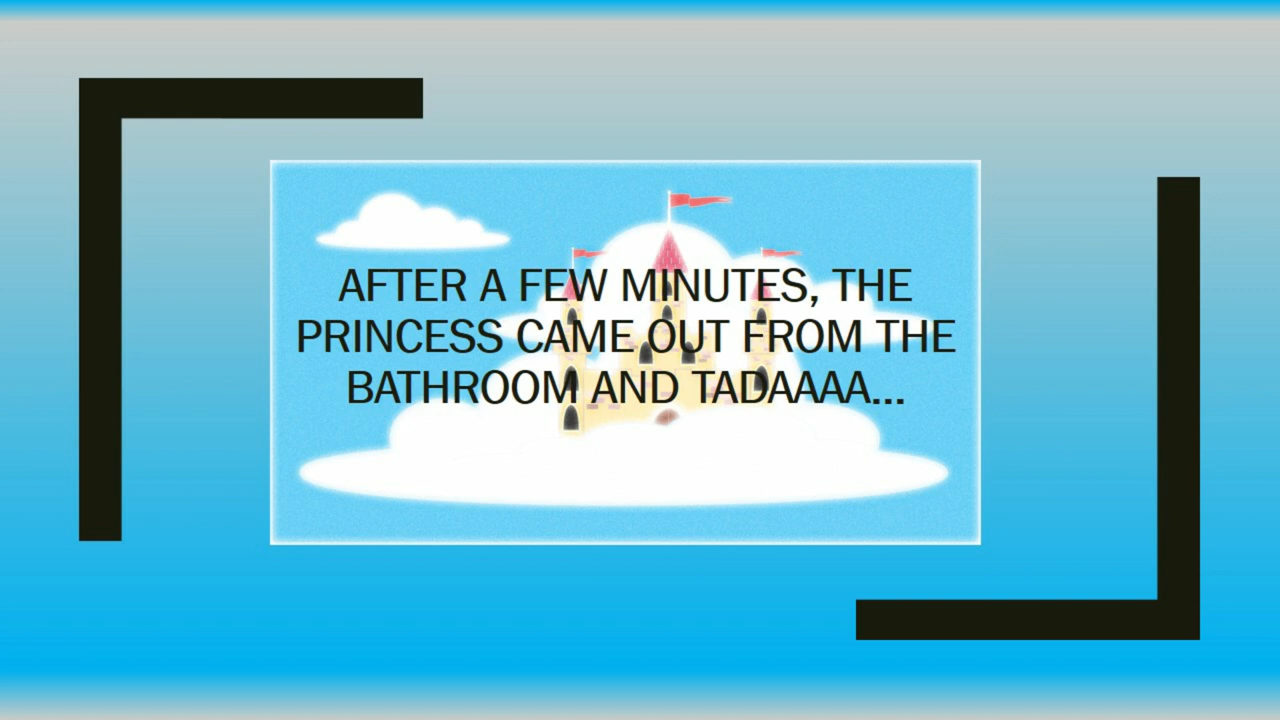 AFTER A FEW MINUTES, THE
PRINCESS CAME OUT FROM THE
BATHROOM AND TADAAAA...